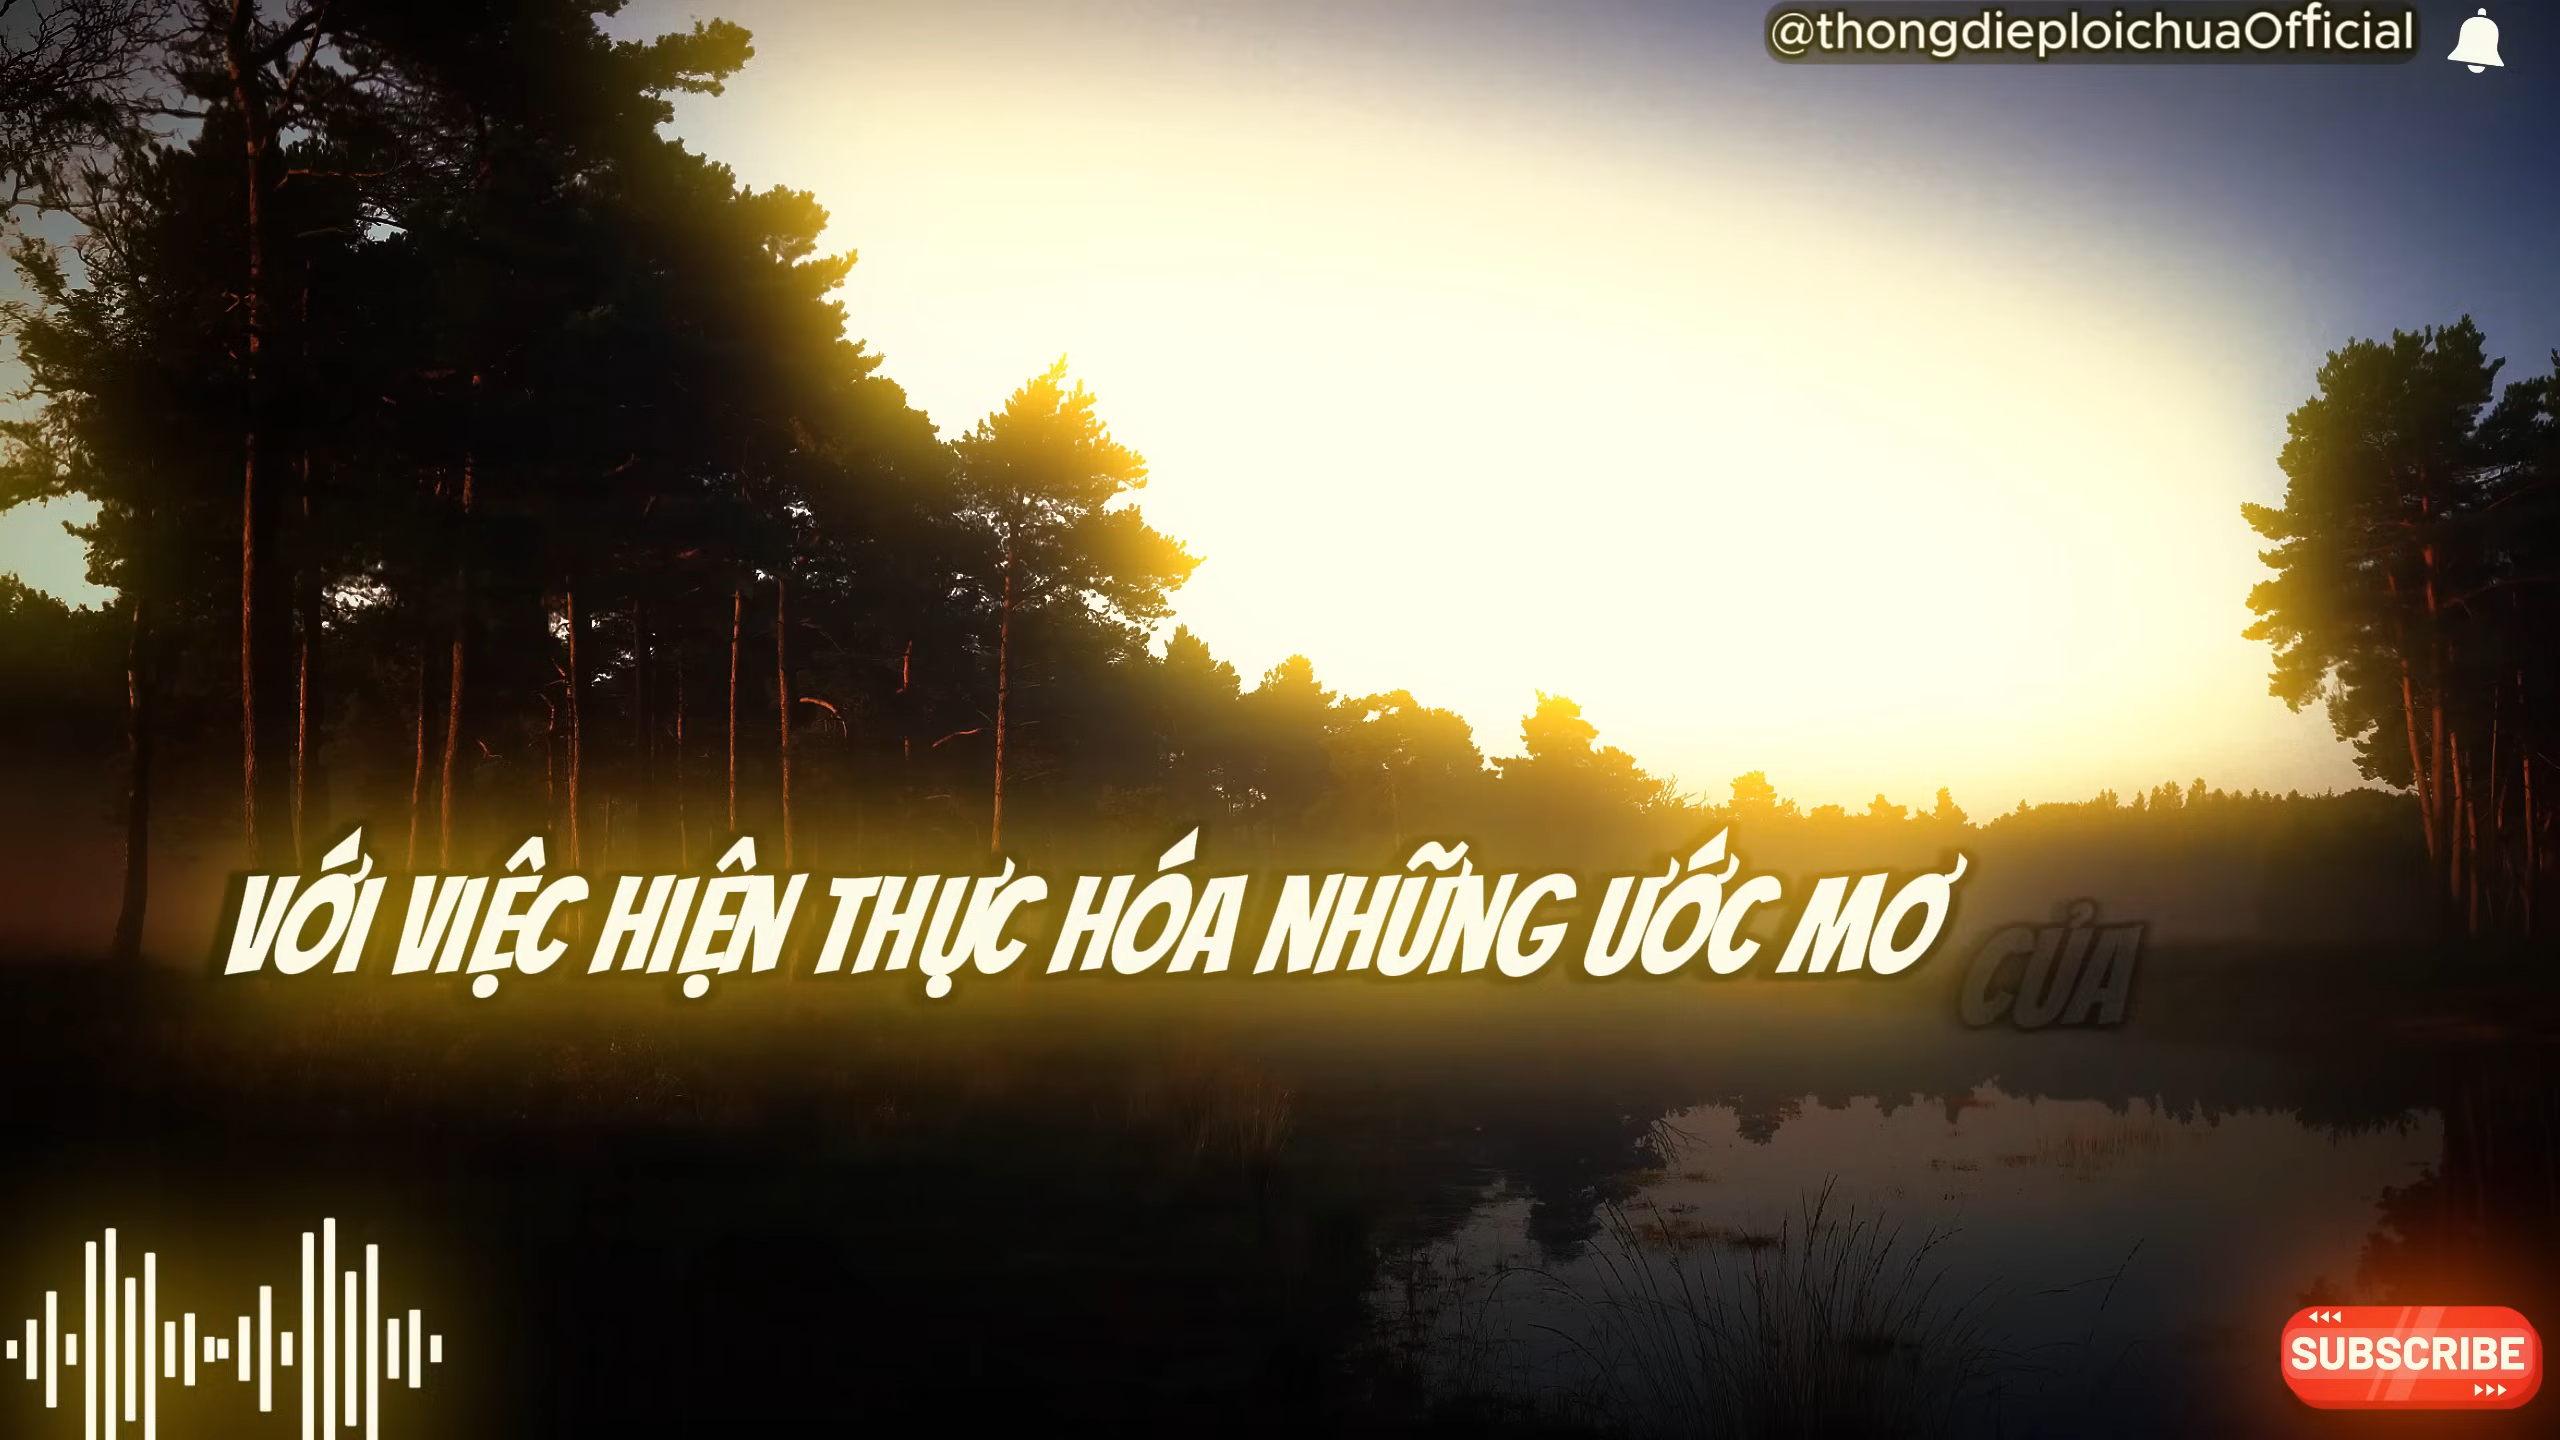 @thongdieploichuaOfficial
VỚI VIỆC HIỆN THỰC HÓA NHỮNG ƯỚC MƠ CỦA
SUBSCRIBE